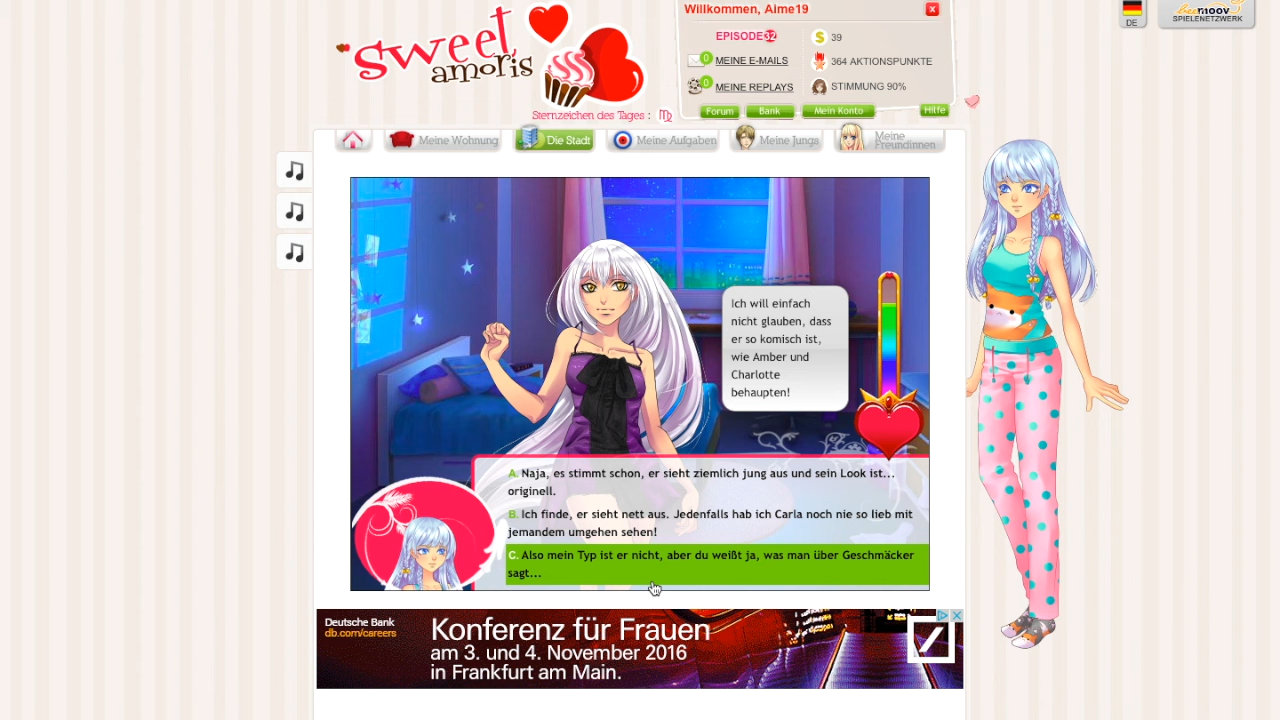 Willkommen, Aime19
x
EPISODE32
39
0 MEINE E-MAILS
364 AKTIONSPUNKTE
0 MEINE REPLAYS
STIMMUNG 90%
Forum Bank Mein Konto Hilfe
DE
beemoov
SPIELENETZWERK
sweet
amoris
Sternzeichen des Tages :
Meine Wohnung
Die Stadt
Meine Aufgaben
Meine Jungs
Meine
Freundinnen
Ich will einfach
nicht glauben, dass
er so komisch ist,
wie Amber und
Charlotte
behaupten!
A. Naja, es stimmt schon, er sieht ziemlich jung aus und sein Look ist...
originell.
B. Ich finde, er sieht nett aus. Jedenfalls hab ich Carla noch nie so lieb mit
jemandem umgehen sehen!
C. Also mein Typ ist er nicht, aber du weißt ja, was man über Geschmäcker
sagt...
Deutsche Bank
db.com/careers
Konferenz für Frauen
am 3. und 4. November 2016
in Frankfurt am Main.